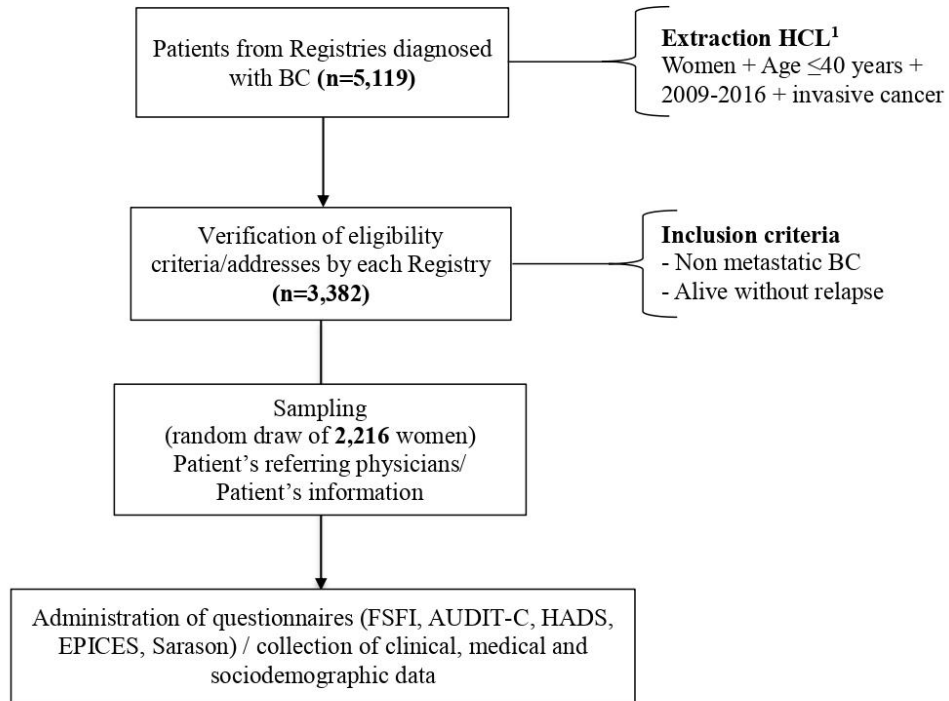 Patients from Registries diagnosed
with BC (n=5,119)
Extraction HCL¹
Women + Age ≤40 years +
2009-2016 + invasive cancer
Verification of eligibility
criteria/addresses by each Registry
(n=3,382)
Inclusion criteria
- Non metastatic BC
- Alive without relapse
Sampling
(random draw of 2,216 women)
Patient's referring physicians/
Patient's information
Administration of questionnaires (FSFI, AUDIT-C, HADS,
EPICES, Sarason) / collection of clinical, medical and
sociodemographic data